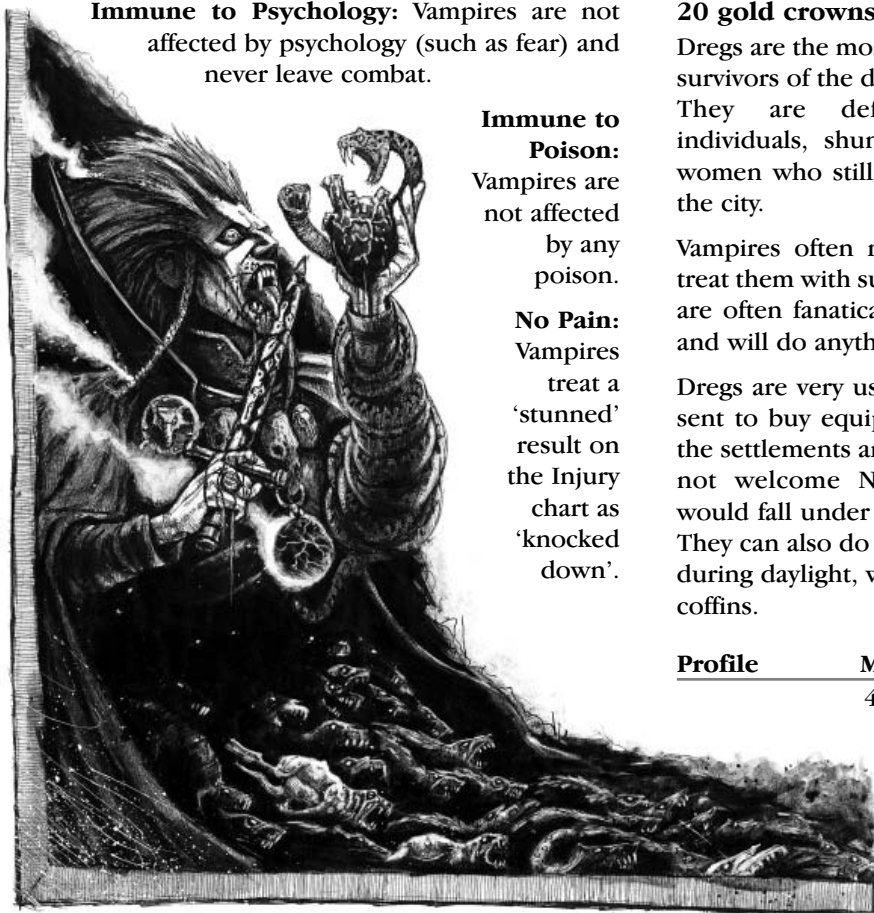 Immune to Psychology: Vampires are not
affected by psychology (such as fear) and
never leave combat.
Immune to
Poison:
Vampires are
not affected
by any
poison.
No Pain:
Vampires
treat a
‘stunned’
result on
the Injury
chart as
‘knocked
down’.
20 gold crowns
Dregs are the mos
survivors of the d
They are def
individuals, shun
women who still
the city.
Vampires often r
treat them with su
are often fanatica
and will do anyth
Dregs are very us
sent to buy equip
the settlements ar
not welcome N
would fall under
They can also do
during daylight, w
coffins.
Profile M
4